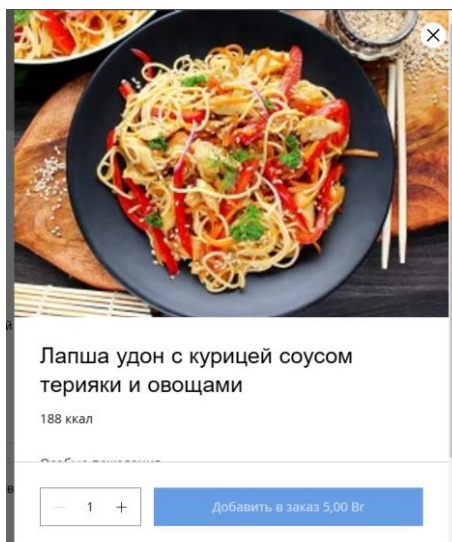 Лапша удон с курицей соусом
терияки и овощами
188 ккал
1
Добавить в заказ 5,00 Br